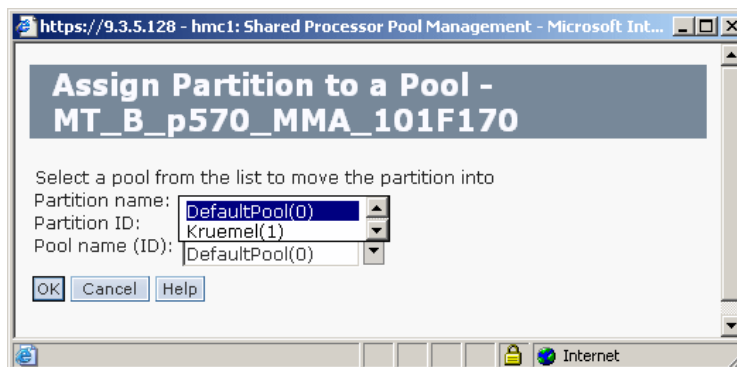 https://9.3.5.128 - hmc1: Shared Processor Pool Management - Microsoft Int...
Assign Partition to a Pool -
MT_B_p570_MMA_101F170
Select a pool from the list to move the partition into
Partition name:
DefaultPool(0)
Partition ID:
Kruemel(1)
Pool name (ID):
DefaultPool(0)
OK Cancel Help
Internet